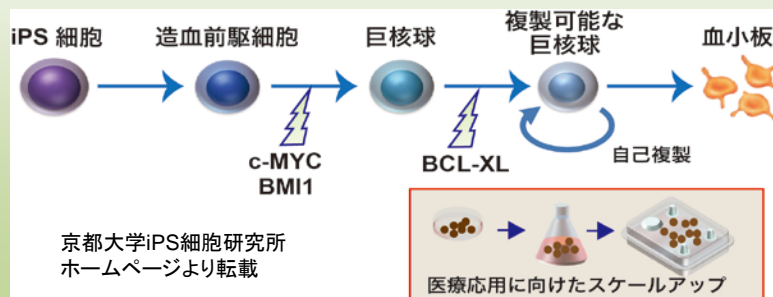 iPS 細胞
造血前駆細胞
巨核球
複製可能な
巨核球
血小板
c-MYC
BMI1
BCL-XL
自己複製
京都大学iPS細胞研究所
ホームページより転載
医療応用に向けたスケールアップ